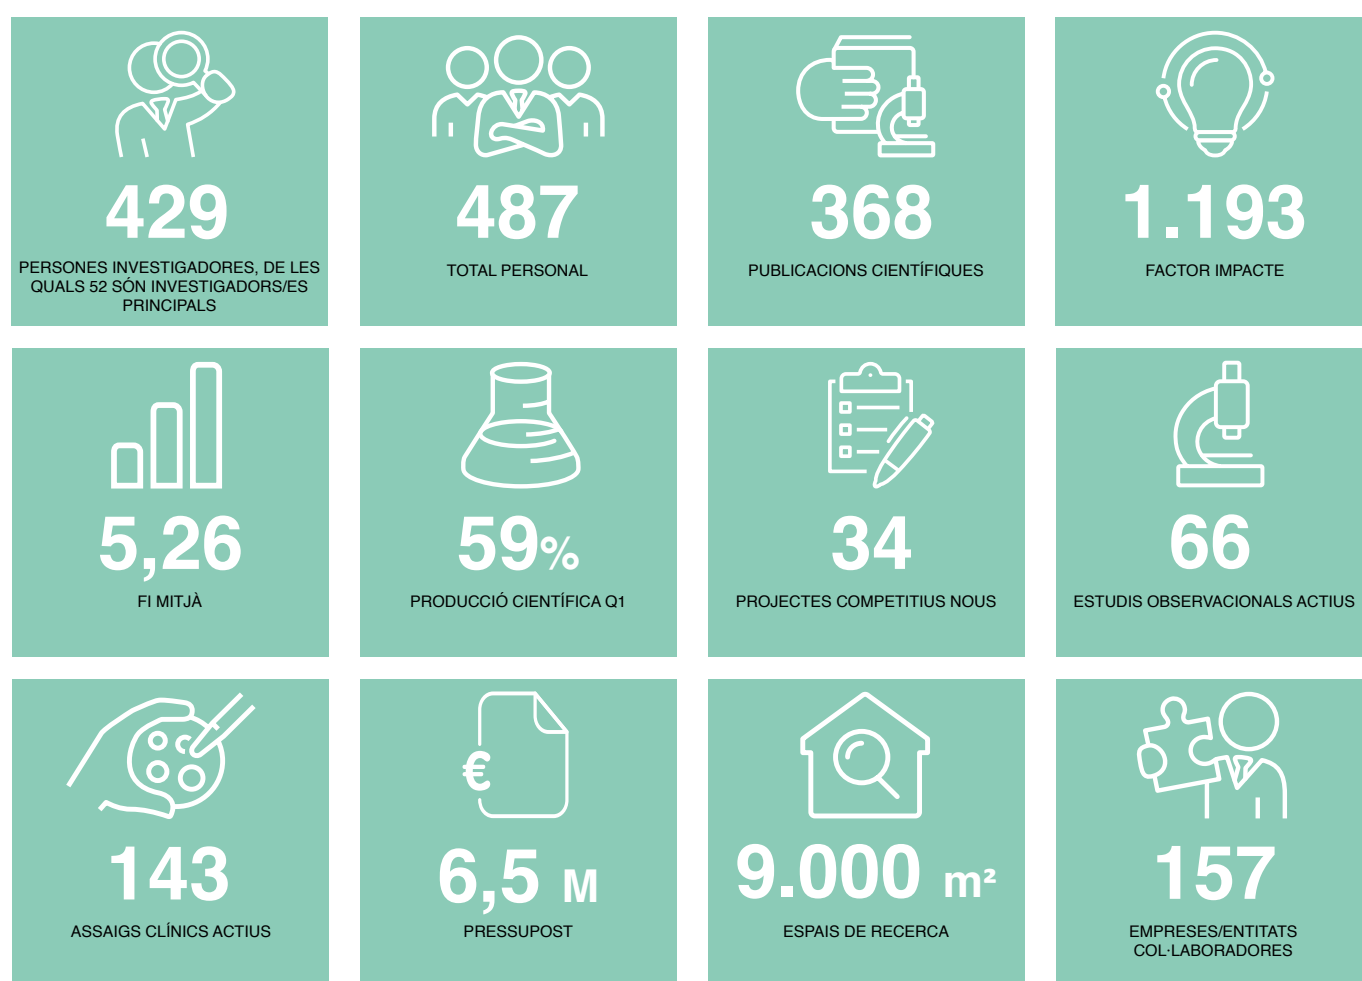 429
PERSONES INVESTIGADORES, DE LES
QUALS 52 SÓN INVESTIGADORS/ES
PRINCIPALS
487
TOTAL PERSONAL
368
PUBLICACIONS CIENTÍFIQUES
1.193
FACTOR IMPACTE
5,26
FI MITJÀ
59%
PRODUCCIÓ CIENTÍFICA Q1
34
PROJECTES COMPETITIUS NOUS
66
ESTUDIS OBSERVACIONALS ACTIUS
143
ASSAIGS CLÍNICS ACTIUS
€
6,5 M
PRESSUPOST
9.000 m²
ESPAIS DE RECERCA
157
EMPRESES/ENTITATS
COL·LABORADORES